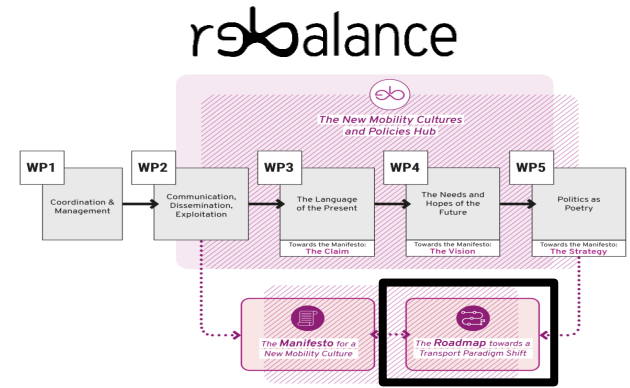 rebalance
The New Mobility Cultures
and Policies Hub
WP1
Coordination &
Management
WP2
Communication,
Dissemination,
Exploitation
WP3
The Language
of the Present
Towards the Manifesto:
The Claim
WP4
The Needs and
Hopes of the
Future
Towards the Manifesto:
The Vision
WP5
Politics as
Poetry
Towards the Manifesto:
The Strategy
The Manifesto for a
New Mobility Culture
The Roadmap towards a
Transport Paradigm Shift